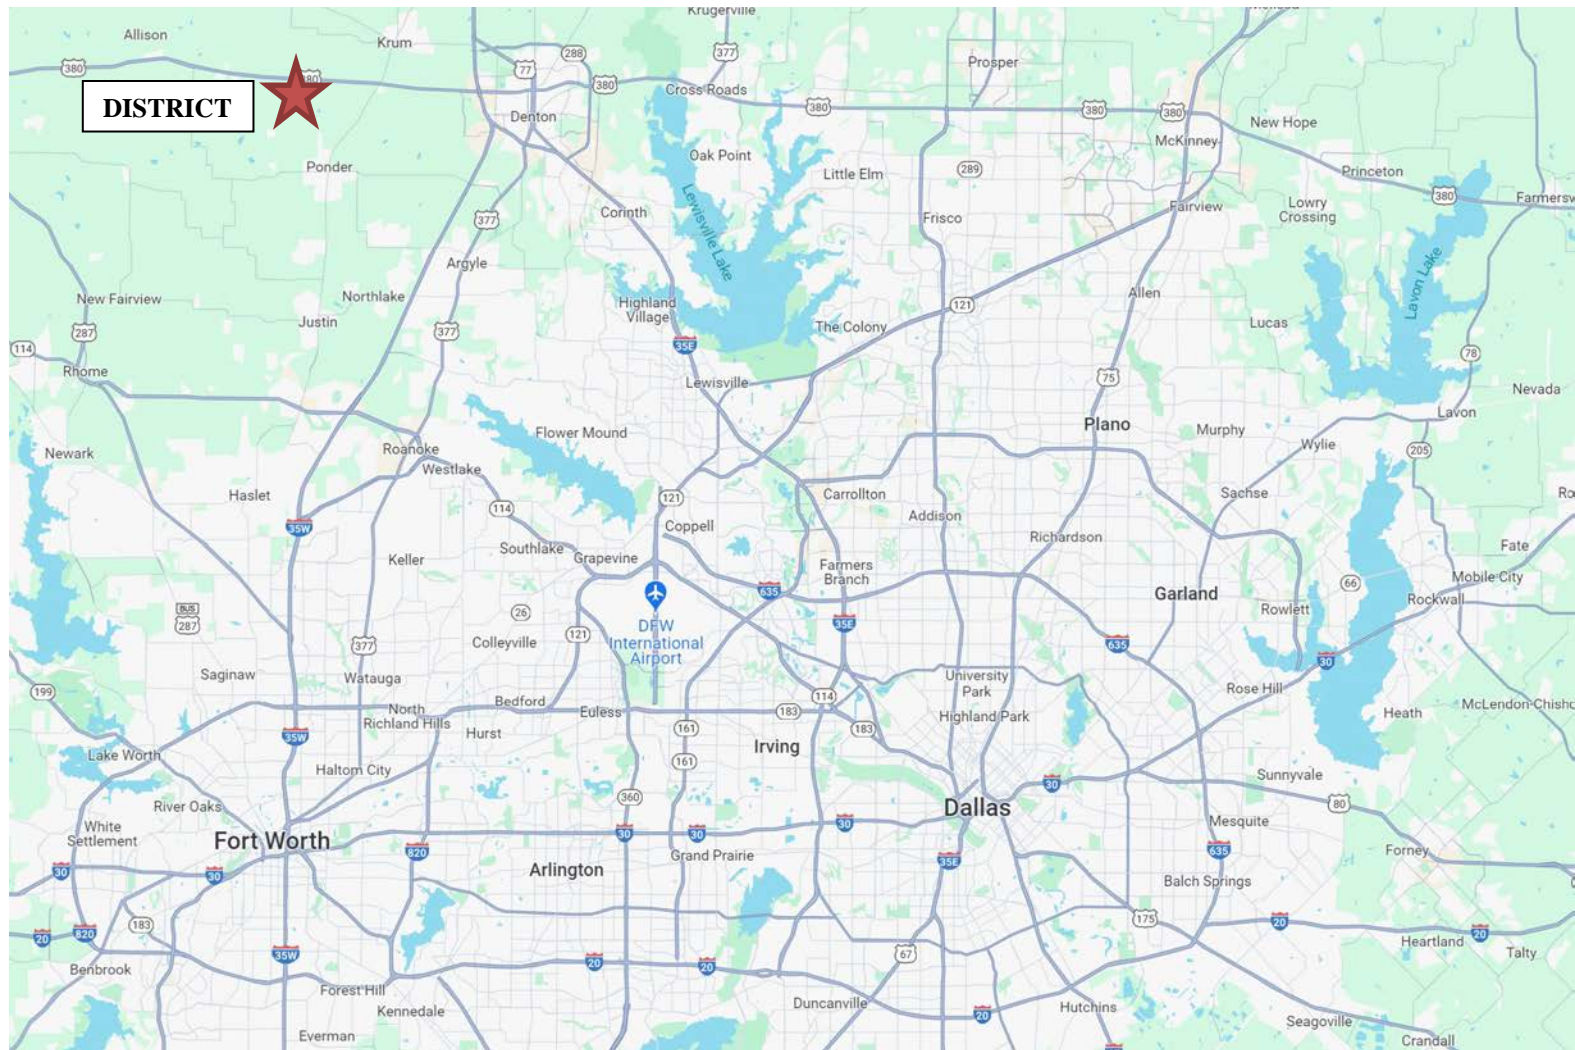 Krugerville
Allison
Krum
288
377
Prosper
380
77
380
380
Cross Roads
380
380
380
DISTRICT
Denton
New Hope
McKinney
Oak Point
Ponder
Little Elm
289
Princeton
380
Farmersv
Fairview
Lowry
Crossing
Corinth
Frisco
377
Lewisville Lake
Argyle
Lavon Lake
New Fairview
Northlake
Highland
Village
121
Allen
Justin
Lucas
287
377
The Colony
114
35E
78
Rhome
Lewisville
75
Nevada
Lavon
Flower Mound
Plano
Murphy
Wylie
Newark
Roanoke
Westlake
205
Haslet
121
Carrollton
Sachse
114
35W
Coppell
Addison
Richardson
Keller
Southlake
Grapevine
Farmers
Branch
Fate
Mobile City
66
635
Garland
Rowlett
Rockwall
BUS
287
26
DFW
International
Airport
35E
121
Colleyville
377
635
30
Saginaw
Watauga
University
Park
199
114
Rose Hill
North
Richland Hills
Bedford
Euless
183
Highland Park
Heath
McLendon-Chisho
161
183
35W
Hurst
Irving
Lake Worth
161
Haltom City
Sunnyvale
30
360
River Oaks
Dallas
80
White
Settlement
Fort Worth
30
30
30
Mesquite
820
Grand Prairie
635
Forney
30
30
Arlington
35E
Balch Springs
183
175
20
820
20
20
Heartland
Talty
35W
67
Benbrook
20
20
Forest Hill
Kennedale
Duncanville
20
Hutchins
Seagoville
Everman
Crandall